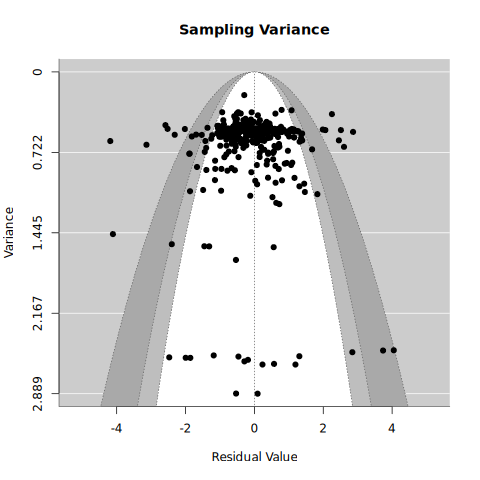 Sampling Variance
0
0.722
1.445
2.167
2.889
Variance
-4 -2 0 2 4
Residual Value